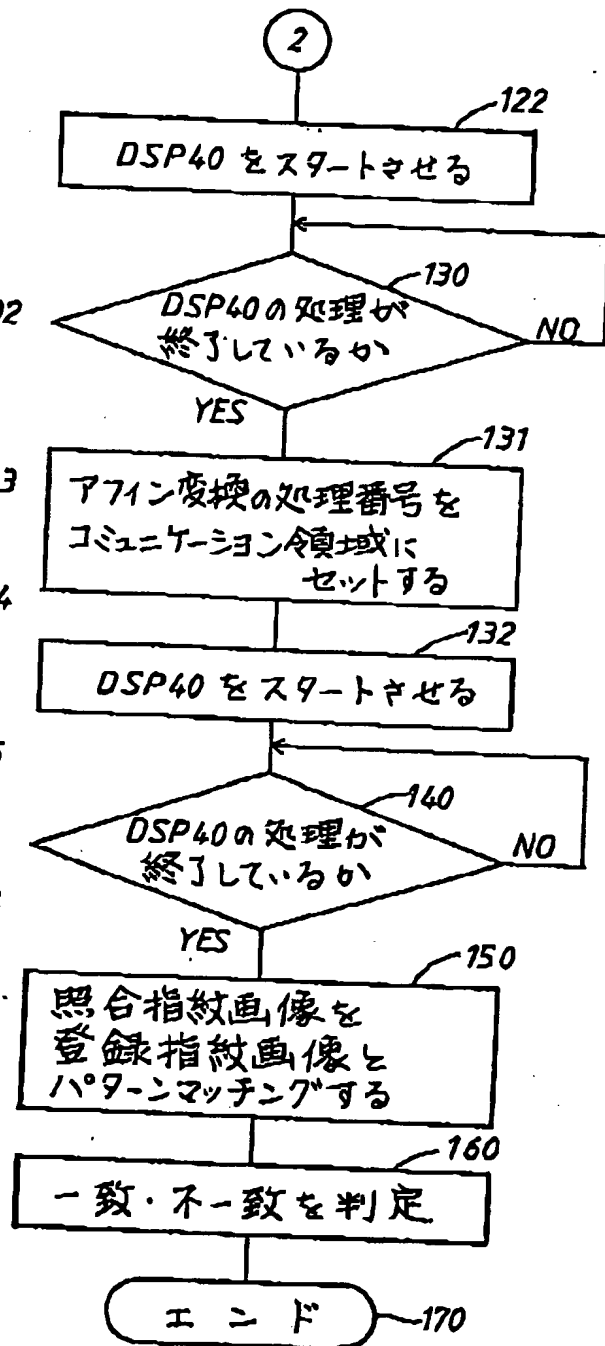 2
122
DSP40をスタートさせる
130
DSP40の処理が
終了しているか
NO
YES
131
アフィン変換の処理番号を
コミュニケーション領域に
セットする
132
DSP40をスタートさせる
140
DSP40の処理が
終了しているか
NO
YES
150
照合指紋画像を
登録指紋画像と
パターンマッチングする
160
一致・不一致を判定
エンド
170